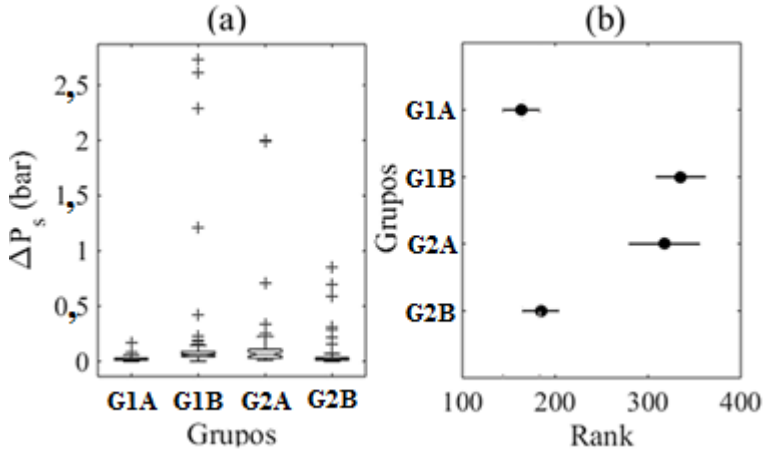 (a)
2,5
2
1,5
1
0,5
0
ΔPs (bar)
G1A G1B G2A G2B
Grupos
(b)
G1A
G1B
G2A
G2B
Grupos
100 200 300 400
Rank